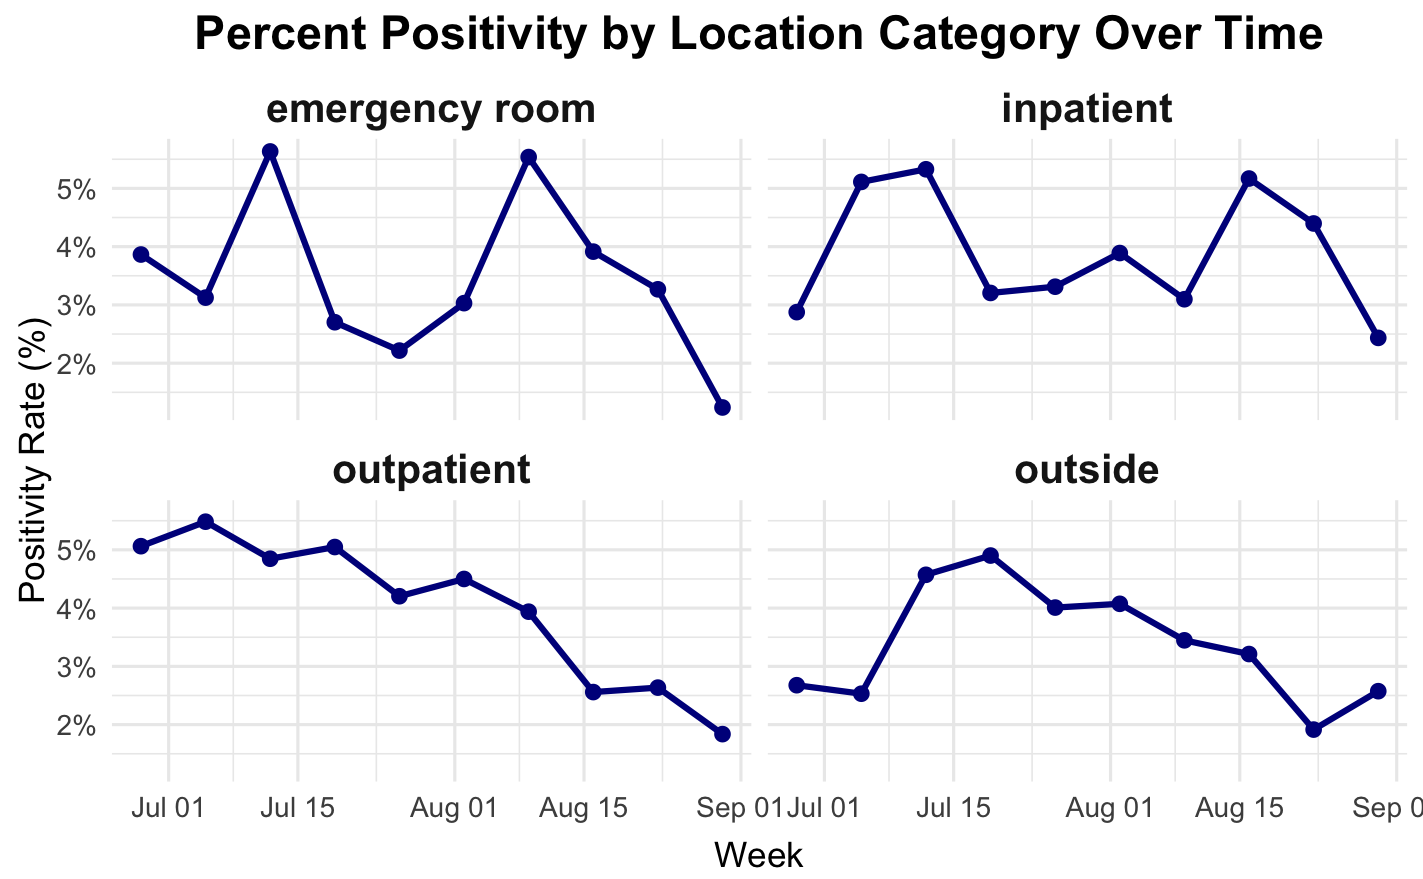 Percent Positivity by Location Category Over Time
emergency room
inpatient
5%
4%
3%
2%
outpatient
outside
5%
4%
3%
2%
Positivity Rate (%)
Jul 01 Jul 15 Aug 01 Aug 15 Sep 01 Jul 01 Jul 15 Aug 01 Aug 15 Sep 0
Week